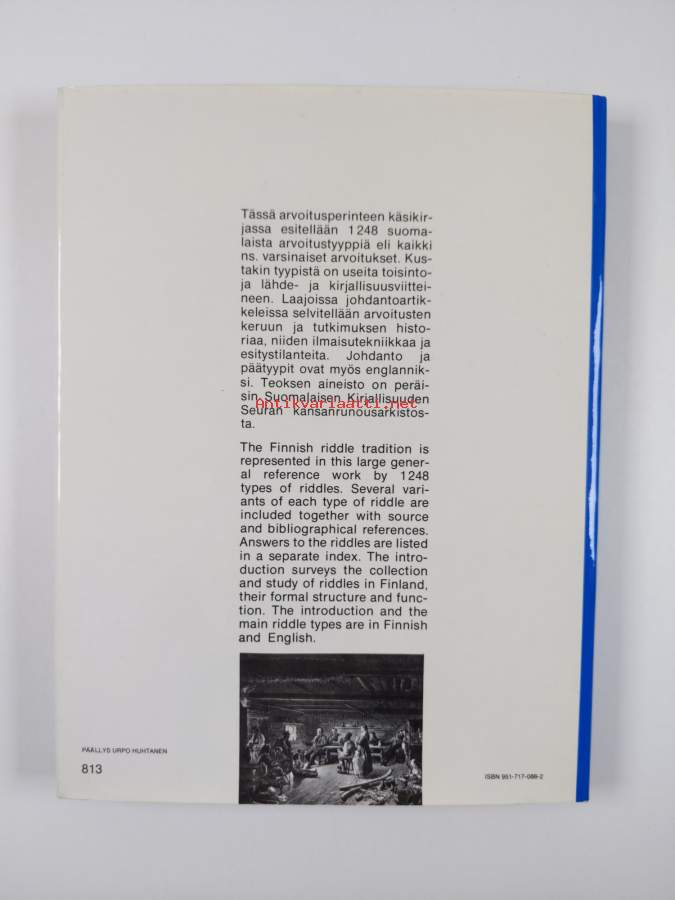 Tässä arvoitusperinteen käsikir-
jassa esitellään 1248 suoma-
laista arvoitustyyppiä eli kaikki
ns. varsinaiset arvoitukset. Kus-
takin tyypistä on useita toisinto-
ja lähde- ja kirjallisuusviittei-
neen. Laajoissa johdantoartik-
keleissa selvitellään arvoitusten
keruun ja tutkimuksen histo-
riaa, niiden ilmaisutekniikkaa ja
esitystilanteita. Johdanto ja
päätyypit ovat myös englannik-
si. Teoksen aineisto on peräi-
sin Suomalaisen Kirjallisuuden
Antikvariaatti.net
Seuran kansanrunousarkistos-
ta.
The Finnish riddle tradition is
represented in this large gener-
al reference work by 1248
types of riddles. Several vari-
ants of each type of riddle are
included together with source
and bibliographical references.
Answers to the riddles are listed
in a separate index. The intro-
duction surveys the collection
and study of riddles in Finland,
their formal structure and func-
tion. The introduction and the
main riddle types are in Finnish
and English.
PÄÄLLYS URPO HUHTANEN
813
ISBN 951-717-088-2